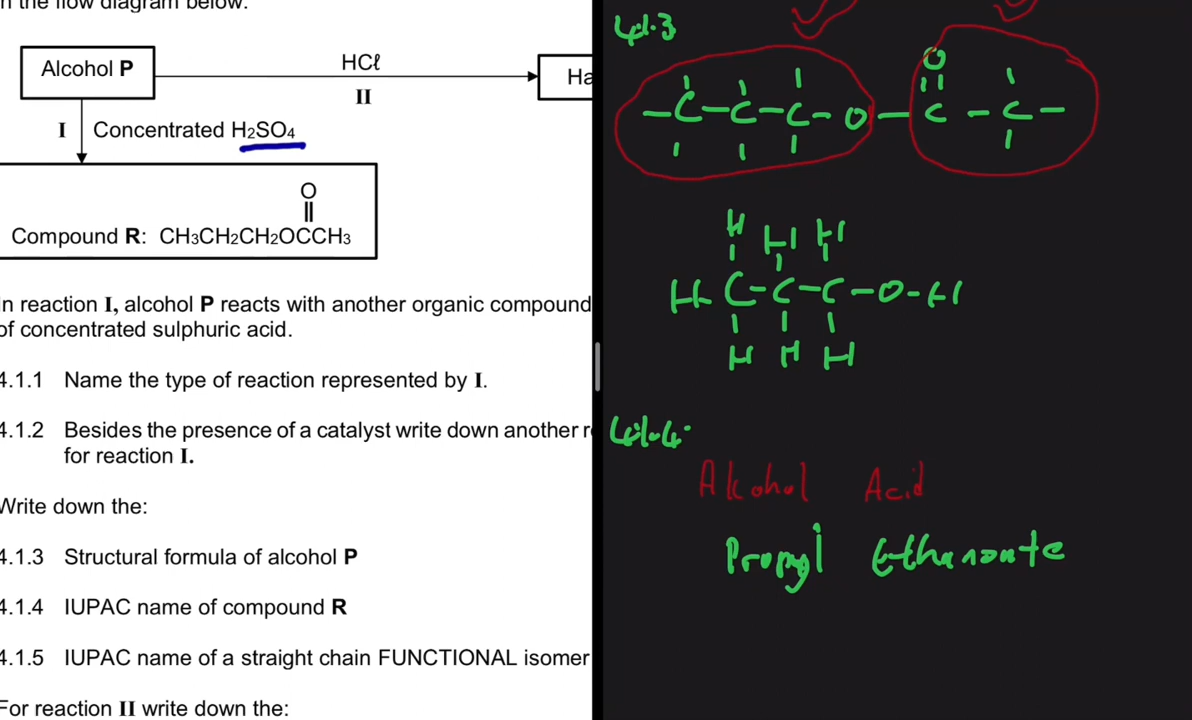 n the flow diagram below.
Alcohol P
HCℓ
Ha
II
I Concentrated H2SO4
O
||
Compound R: CH3CH2CH2OCCH3
In reaction I, alcohol P reacts with another organic compound
of concentrated sulphuric acid.
4.1.1 Name the type of reaction represented by I.
4.1.2 Besides the presence of a catalyst write down another r
for reaction I.
Write down the:
4.1.3 Structural formula of alcohol P
4.1.4 IUPAC name of compound R
4.1.5 IUPAC name of a straight chain FUNCTIONAL isomer
For reaction II write down the:
4.1.3
O
||
-C-C-C-O-C-C-
H H H
H-C-C-C-O-H
H H H
4.1.4.
Alcohol Acid
Propyl Ethanoate